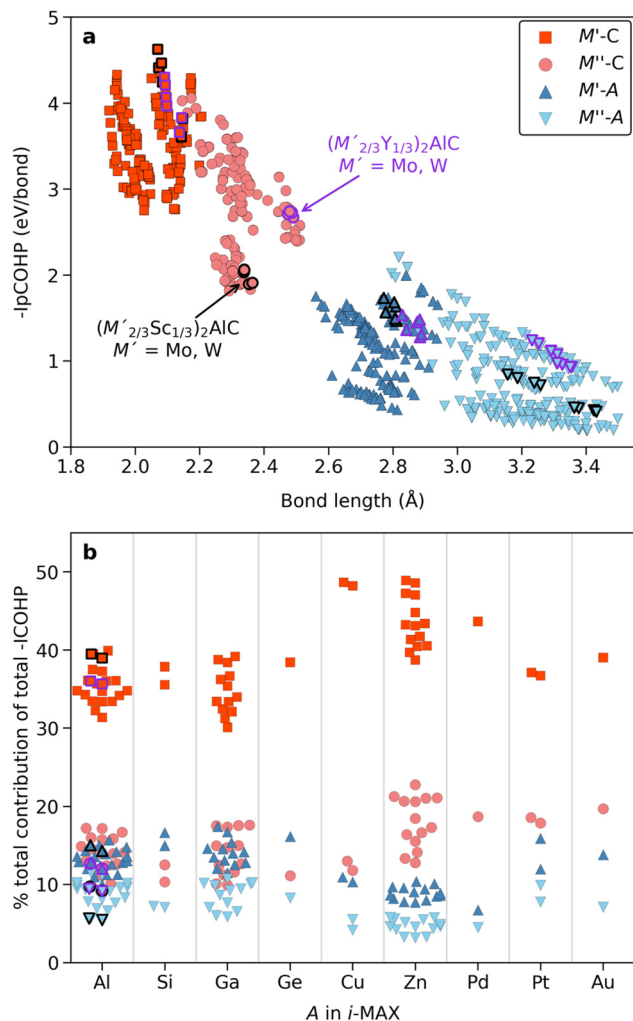 a
5
4
3
2
1
0
-IpCOHP (eV/bond)
M'-C
M''-C
M'-A
M''-A
(M´2/3Y1/3)2AlC
M´ = Mo, W
(M´2/3Sc1/3)2AlC
M´ = Mo, W
1.8 2.0 2.2 2.4 2.6 2.8 3.0 3.2 3.4
Bond length (Å)
b
50
40
30
20
10
0
% total contribution of total -ICOHP
Al Si Ga Ge Cu Zn Pd Pt Au
A in i-MAX